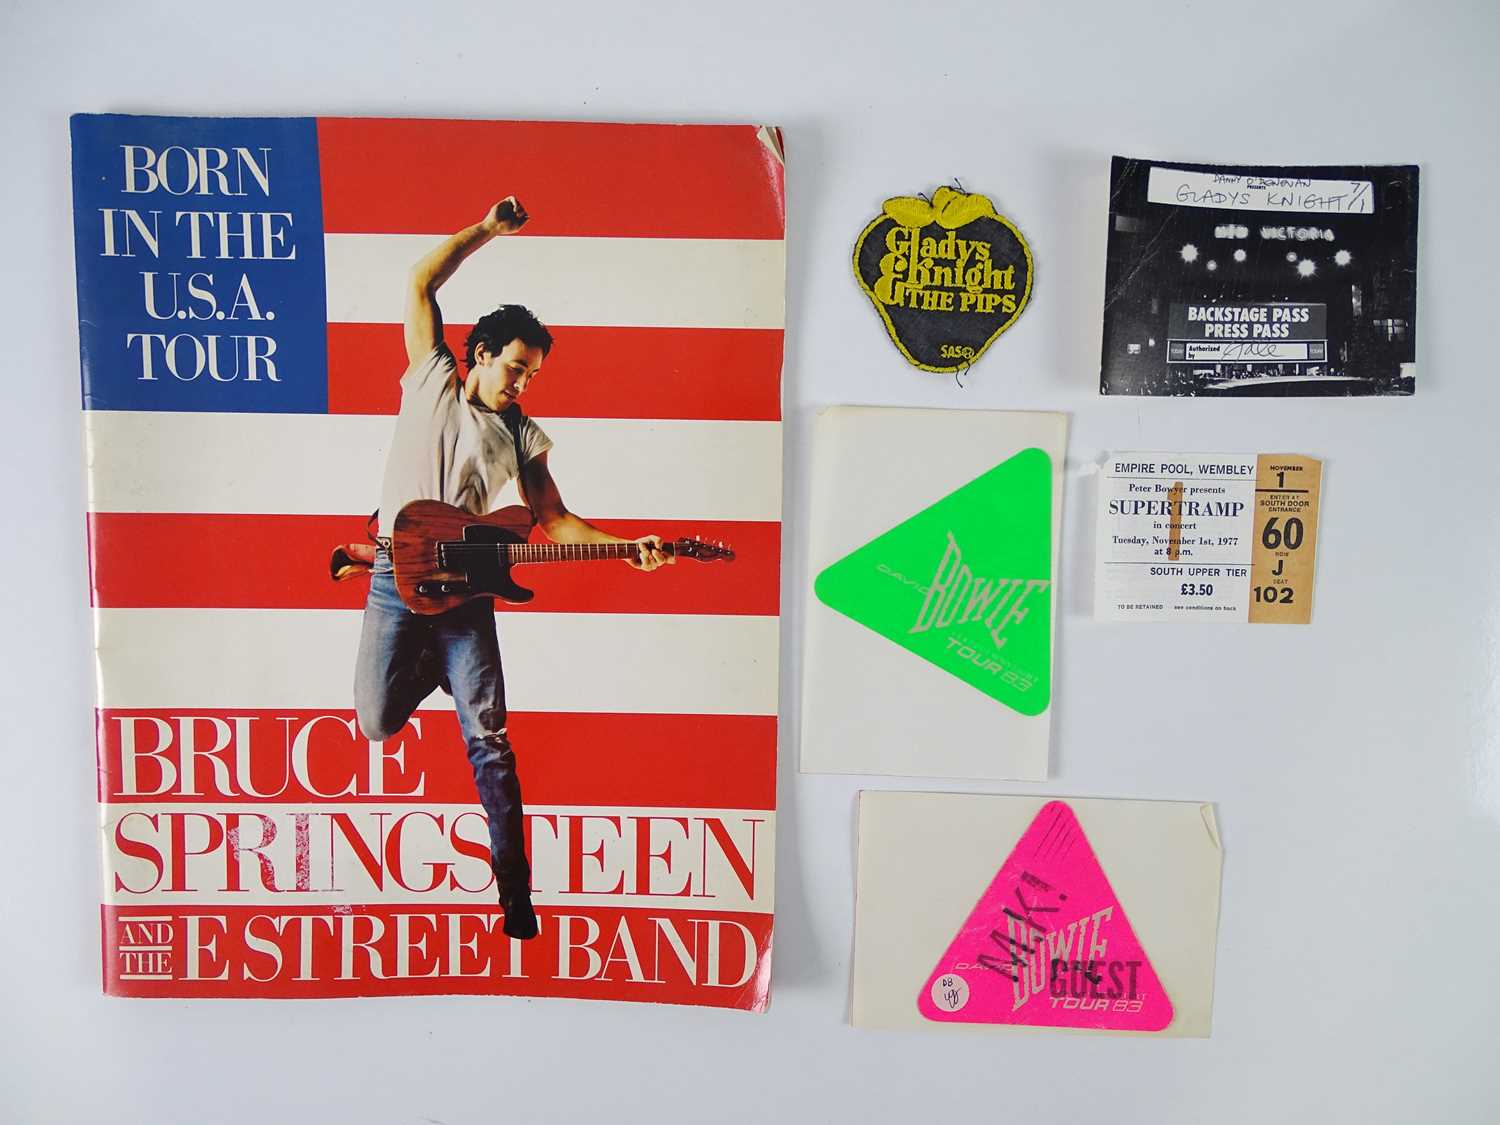 BORN
IN THE
U.S.A.
TOUR
BRUCE
SPRINGSTEEN
AND THE E STREET BAND
Gladys
Knight
& THE PIPS
SAS
DANNY O'DONOVAN
PRESENTS
GLADYS KNIGHT 7/1
NEW VICTORIA
BACKSTAGE PASS
PRESS PASS
Authorized
by
DAVID BOWIE
TOUR 83
EMPIRE POOL, WEMBLEY
Peter Bowyer presents
SUPERTRAMP
in concert
Tuesday, November 1st, 1977
at 8 p.m.
SOUTH UPPER TIER
£3.50
TO BE RETAINED see conditions on back
NOVEMBER
1
ENTER AT
SOUTH DOOR
ENTRANCE
60
ROW
J
SEAT
102
M.K!
DAVID BOWIE
GUEST
TOUR 83
DB